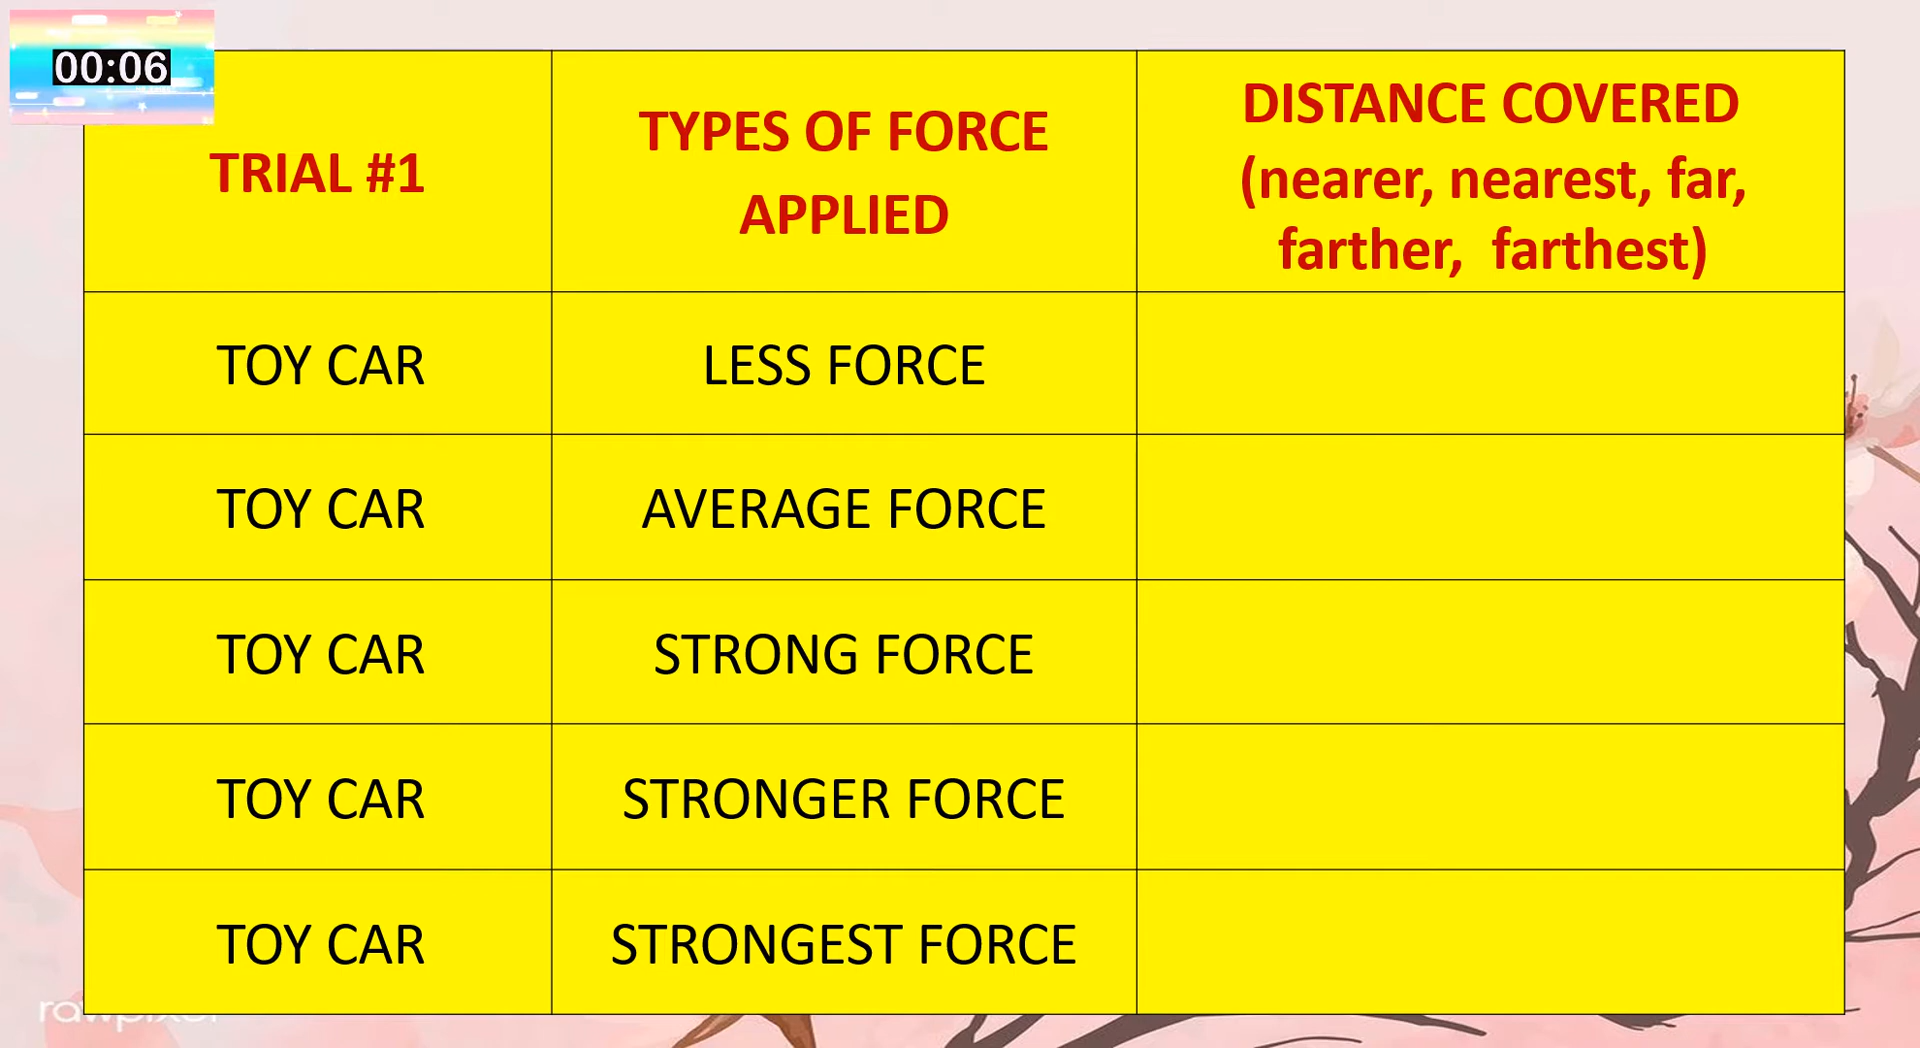 00:06
TRIAL #1
TYPES OF FORCE
APPLIED
DISTANCE COVERED
(nearer, nearest, far,
farther, farthest)
TOY CAR
LESS FORCE
TOY CAR
AVERAGE FORCE
TOY CAR
STRONG FORCE
TOY CAR
STRONGER FORCE
TOY CAR
STRONGEST FORCE